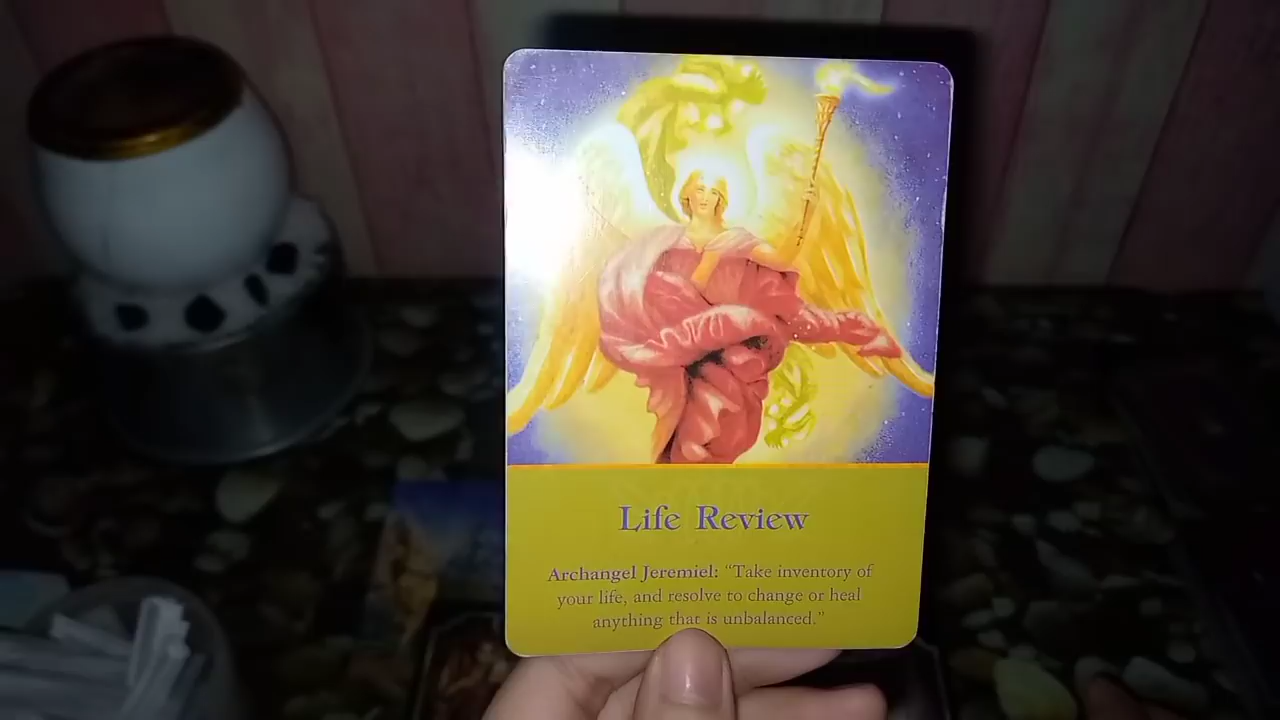 Life Review
Archangel Jeremiel: “Take inventory of
your life, and resolve to change or heal
anything that is unbalanced.”